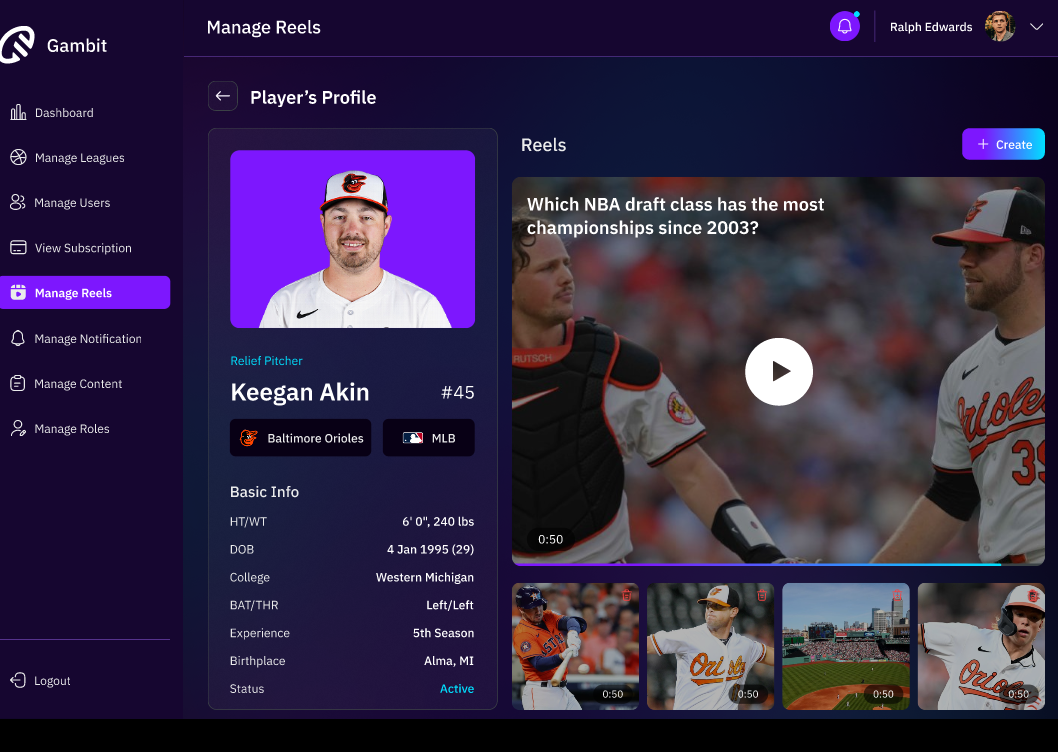 Gambit
Manage Reels
Ralph Edwards
Dashboard
Manage Leagues
Manage Users
View Subscription
Manage Reels
Manage Notification
Manage Content
Manage Roles
Logout
Player’s Profile
Relief Pitcher
Keegan Akin #45
Baltimore Orioles MLB
Basic Info
HT/WT 6' 0", 240 lbs
DOB 4 Jan 1995 (29)
College Western Michigan
BAT/THR Left/Left
Experience 5th Season
Birthplace Alma, MI
Status Active
Reels
+ Create
Which NBA draft class has the most
championships since 2003?
RUTSCH
Orioles
0:50
0:50
0:50
0:50
0:50